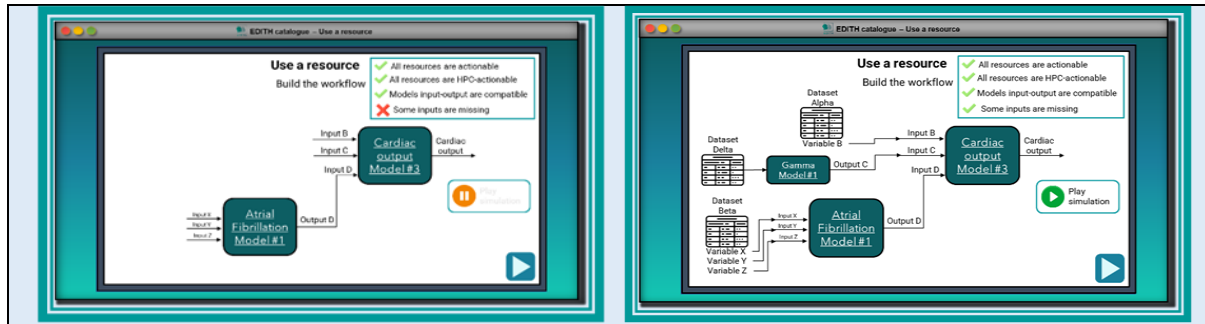 EDITH catalogue – Use a resource
Use a resource
Build the workflow
All resources are actionable
All resources are HPC-actionable
Models input-output are compatible
Some inputs are missing
Input B
Input C
Input D
Cardiac
output
Model #3
Cardiac
output
Play
simulation
Input X
Input Y
Input Z
Atrial
Fibrillation
Model #1
Output D
EDITH catalogue – Use a resource
Use a resource
Build the workflow
All resources are actionable
All resources are HPC-actionable
Models input-output are compatible
Some inputs are missing
Dataset
Alpha
Variable B
Input B
Input C
Input D
Cardiac
output
Model #3
Cardiac
output
Dataset
Delta
Gamma
Model #1
Output C
Play
simulation
Dataset
Beta
Input X
Input Y
Input Z
Atrial
Fibrillation
Model #1
Output D
Variable X
Variable Y
Variable Z